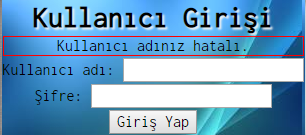 Kullanıcı Girişi
Kullanıcı adınız hatalı.
Kullanıcı adı:
Şifre:
Giriş Yap